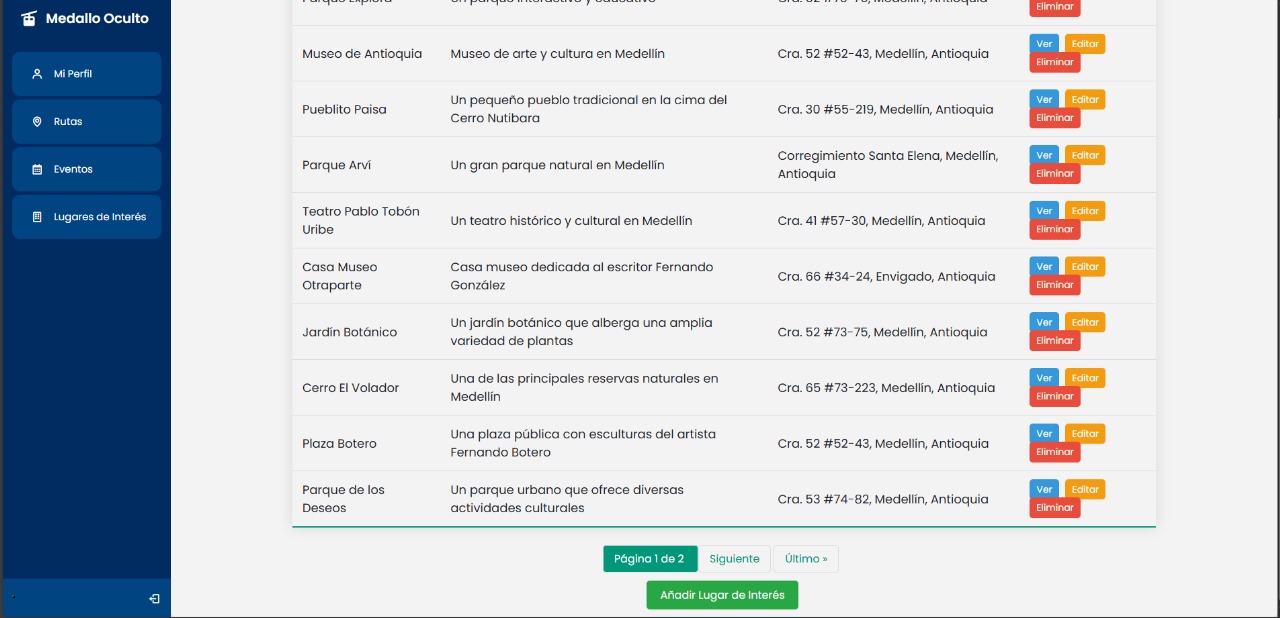 Medallo Oculto
Mi Perfil
Rutas
Eventos
Lugares de Interés
Parque Explora
Un parque interactivo y educativo
Eliminar
Museo de Antioquia
Museo de arte y cultura en Medellín
Cra. 52 #52-43, Medellín, Antioquia
Ver
Editar
Eliminar
Pueblito Paisa
Un pequeño pueblo tradicional en la cima del
Cerro Nutibara
Cra. 30 #55-219, Medellín, Antioquia
Ver
Editar
Eliminar
Parque Arví
Un gran parque natural en Medellín
Corregimiento Santa Elena, Medellín,
Antioquia
Ver
Editar
Eliminar
Teatro Pablo Tobón
Uribe
Un teatro histórico y cultural en Medellín
Cra. 41 #57-30, Medellín, Antioquia
Ver
Editar
Eliminar
Casa Museo
Otraparte
Casa museo dedicada al escritor Fernando
González
Cra. 66 #34-24, Envigado, Antioquia
Ver
Editar
Eliminar
Jardín Botánico
Un jardín botánico que alberga una amplia
variedad de plantas
Cra. 52 #73-75, Medellín, Antioquia
Ver
Editar
Eliminar
Cerro El Volador
Una de las principales reservas naturales en
Medellín
Cra. 65 #73-223, Medellín, Antioquia
Ver
Editar
Eliminar
Plaza Botero
Una plaza pública con esculturas del artista
Fernando Botero
Cra. 52 #52-43, Medellín, Antioquia
Ver
Editar
Eliminar
Parque de los
Deseos
Un parque urbano que ofrece diversas
actividades culturales
Cra. 53 #74-82, Medellín, Antioquia
Ver
Editar
Eliminar
Página 1 de 2
Siguiente
Último »
Añadir Lugar de Interés